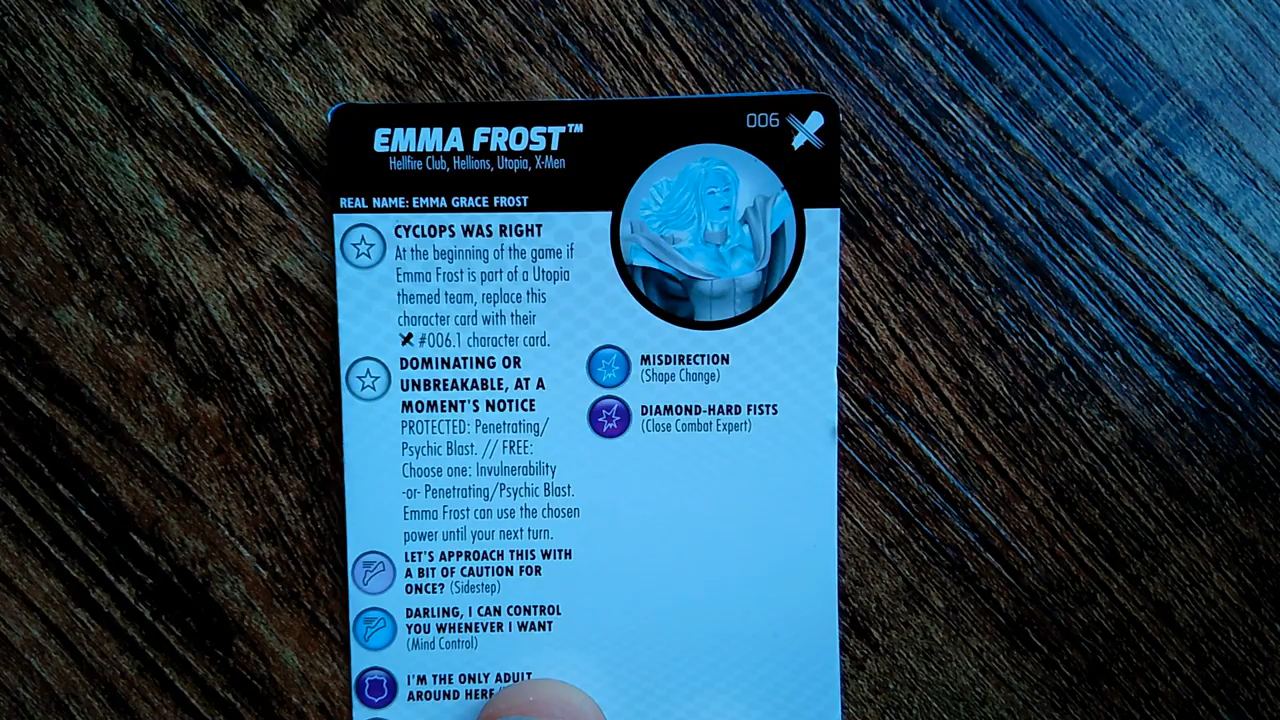 EMMA FROST™
Hellfire Club, Hellions, Utopia, X-Men
006
REAL NAME: EMMA GRACE FROST
CYCLOPS WAS RIGHT
At the beginning of the game if
Emma Frost is part of a Utopia
themed team, replace this
character card with their
#006.1 character card.
DOMINATING OR
UNBREAKABLE, AT A
MOMENT'S NOTICE
PROTECTED: Penetrating/
Psychic Blast. // FREE:
Choose one: Invulnerability
-or- Penetrating/Psychic Blast.
Emma Frost can use the chosen
power until your next turn.
LET'S APPROACH THIS WITH
A BIT OF CAUTION FOR
ONCE? (Sidestep)
DARLING, I CAN CONTROL
YOU WHENEVER I WANT
(Mind Control)
I'M THE ONLY ADULT
AROUND HERE
MISDIRECTION
(Shape Change)
DIAMOND-HARD FISTS
(Close Combat Expert)